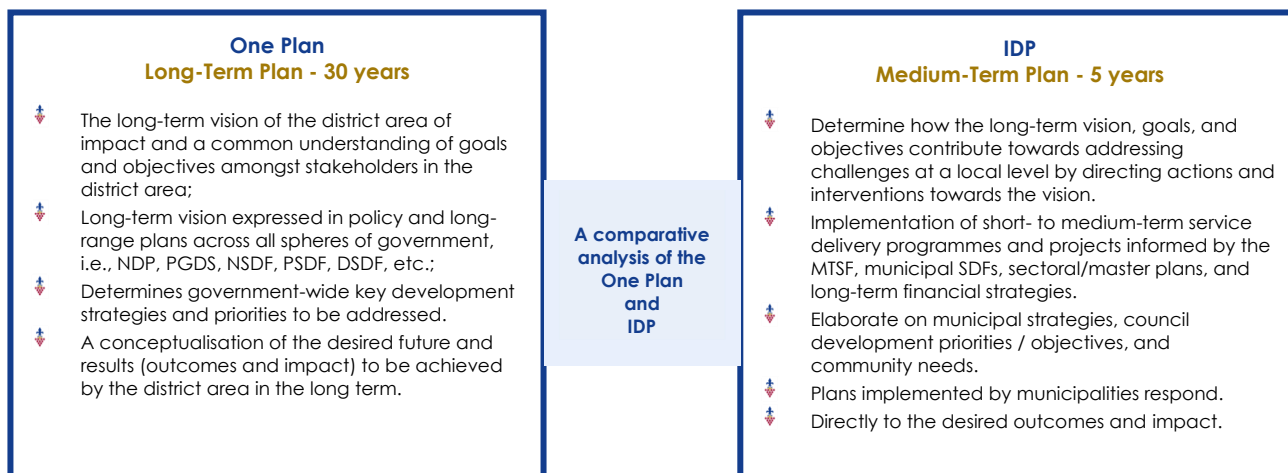 One Plan
Long-Term Plan - 30 years
The long-term vision of the district area of
impact and a common understanding of goals
and objectives amongst stakeholders in the
district area;
Long-term vision expressed in policy and long-
range plans across all spheres of government,
i.e., NDP, PGDS, NSDF, PSDF, DSDF, etc.;
Determines government-wide key development
strategies and priorities to be addressed.
A conceptualisation of the desired future and
results (outcomes and impact) to be achieved
by the district area in the long term.
A comparative
analysis of the
One Plan
and
IDP
IDP
Medium-Term Plan - 5 years
Determine how the long-term vision, goals, and
objectives contribute towards addressing
challenges at a local level by directing actions and
interventions towards the vision.
Implementation of short- to medium-term service
delivery programmes and projects informed by the
MTSF, municipal SDFs, sectoral/master plans, and
long-term financial strategies.
Elaborate on municipal strategies, council
development priorities / objectives, and
community needs.
Plans implemented by municipalities respond.
Directly to the desired outcomes and impact.